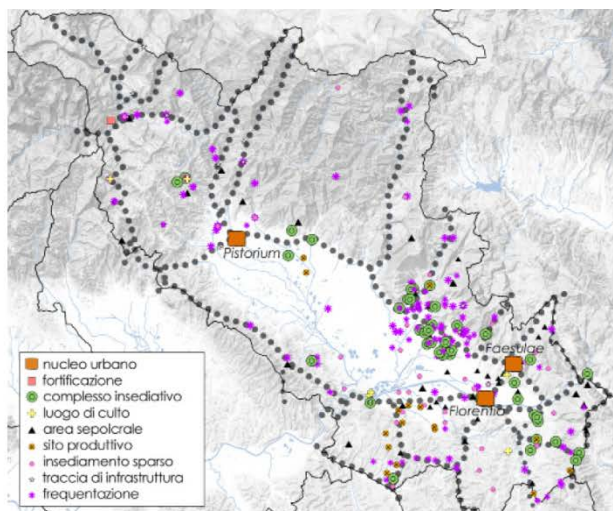 Pistorium
Faesulae
Florentia
nucleo urbano
fortificazione
complesso insediativo
luogo di culto
area sepolcrale
sito produttivo
insediamento sparso
traccia di infrastruttura
frequentazione